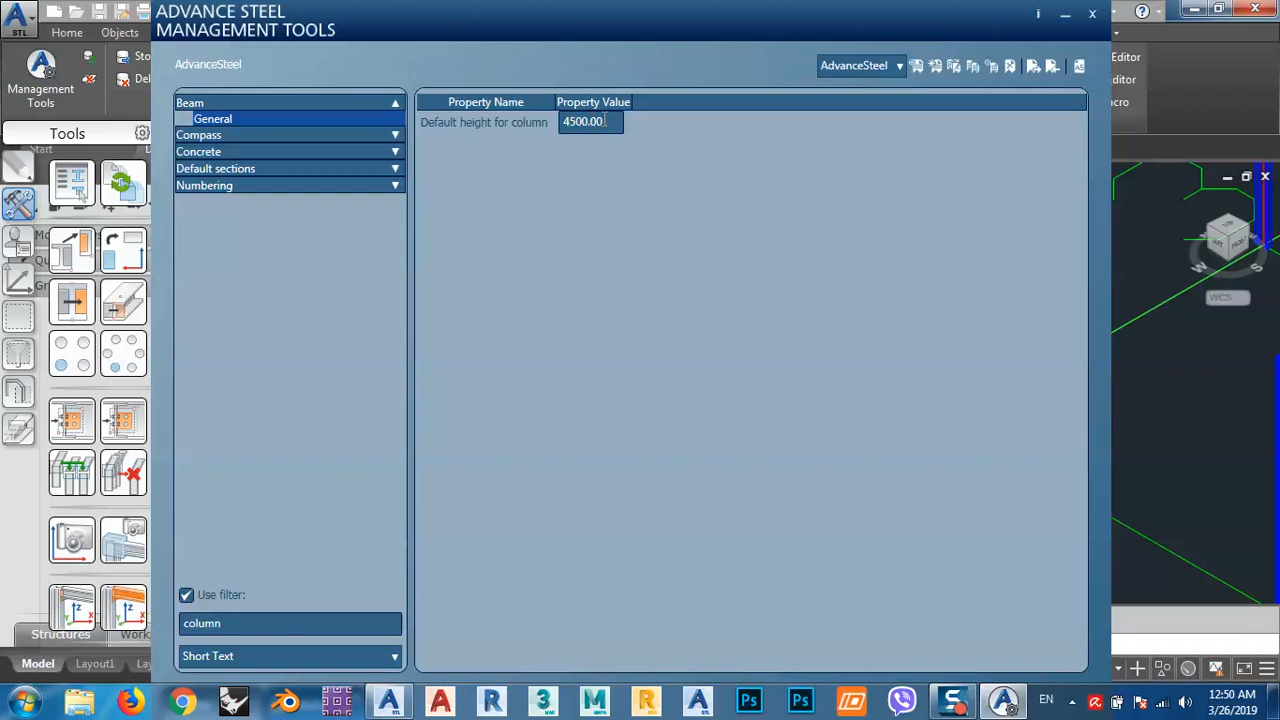 ADVANCE STEEL
MANAGEMENT TOOLS
STL
Home
Objects
Management
Tools
Tools
AdvanceSteel
AdvanceSteel
Beam
General
Compass
Concrete
Default sections
Numbering
Property Name
Property Value
Default height for column
4500.00
Editor
WCS
W
S
Use filter:
column
Short Text
Structures
Model
Layout1
EN
12:50 AM
3/26/2019